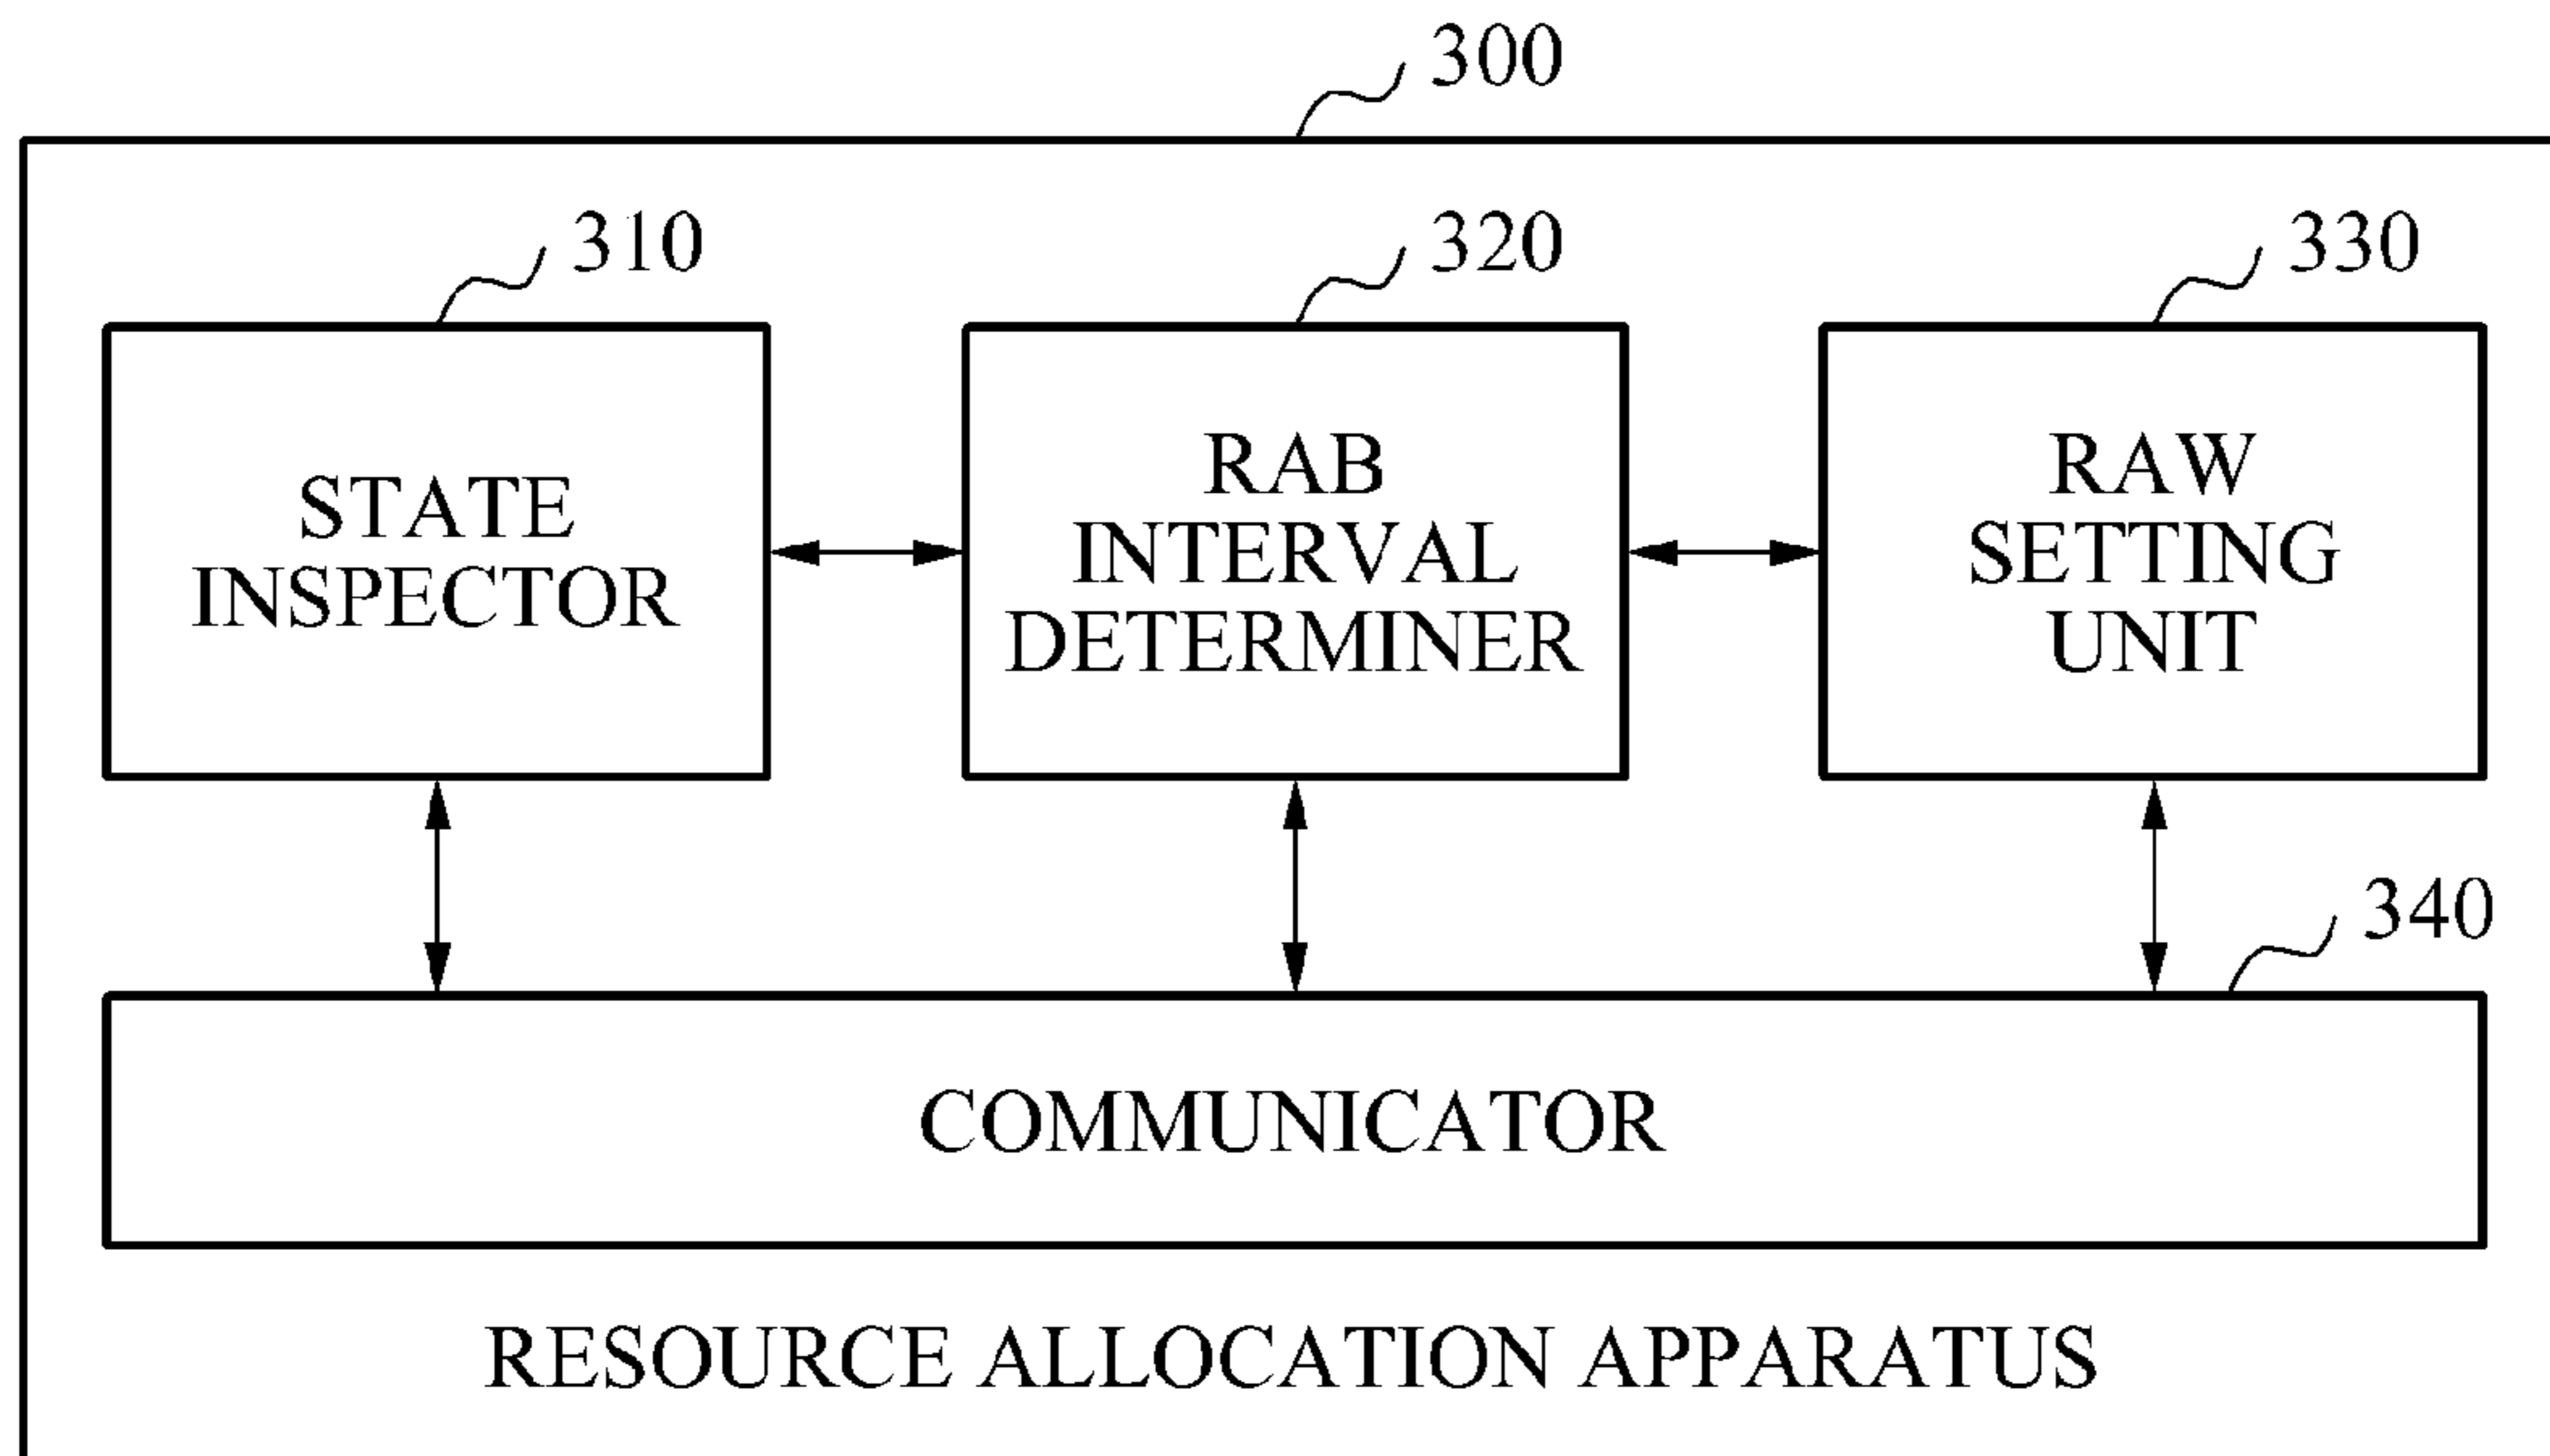 300
310
320
330
STATE
INSPECTOR
RAB
INTERVAL
DETERMINER
RAW
SETTING
UNIT
340
COMMUNICATOR
RESOURCE ALLOCATION APPARATUS